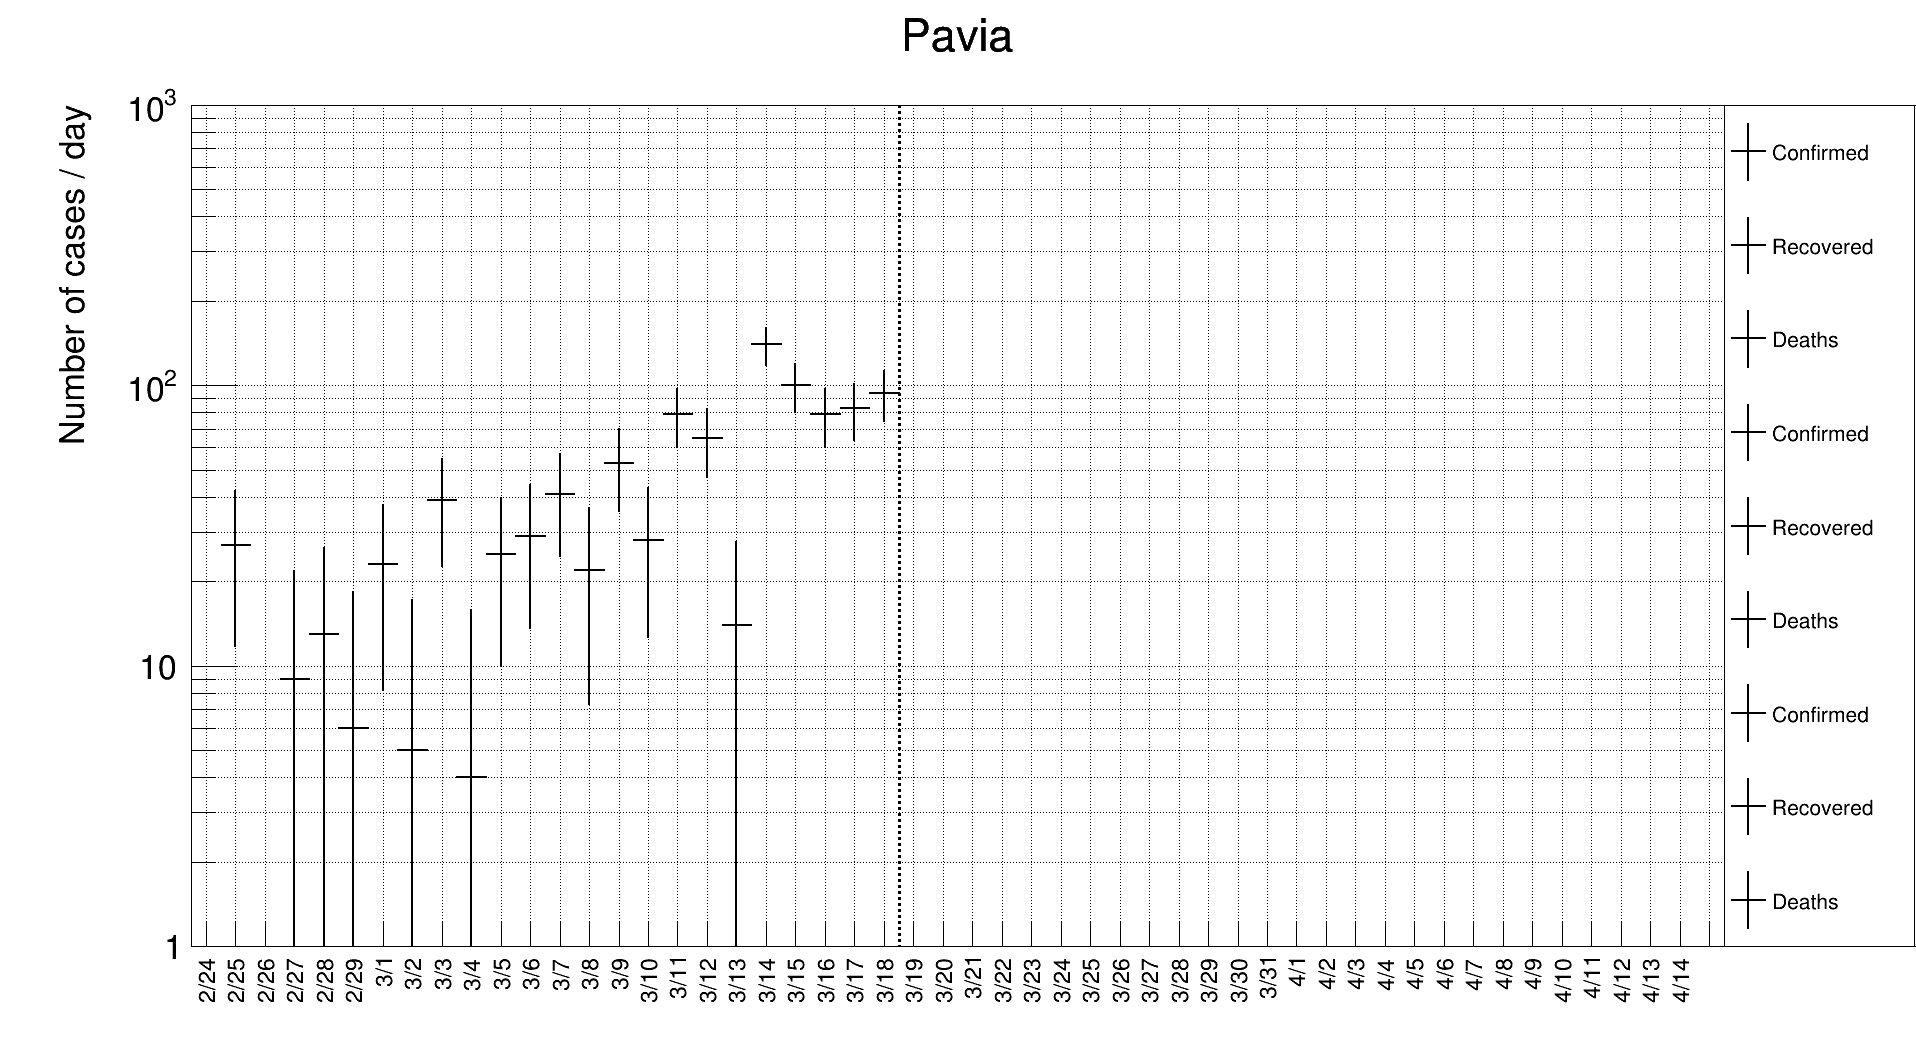 Pavia
Number of cases / day
10³
10²
10
1
2/24 2/25 2/26 2/27 2/28 2/29 3/1 3/2 3/3 3/4 3/5 3/6 3/7 3/8 3/9 3/10 3/11 3/12 3/13 3/14 3/15 3/16 3/17 3/18 3/19 3/20 3/21 3/22 3/23 3/24 3/25 3/26 3/27 3/28 3/29 3/30 3/31 4/1 4/2 4/3 4/4 4/5 4/6 4/7 4/8 4/9 4/10 4/11 4/12 4/13 4/14
Confirmed
Recovered
Deaths
Confirmed
Recovered
Deaths
Confirmed
Recovered
Deaths